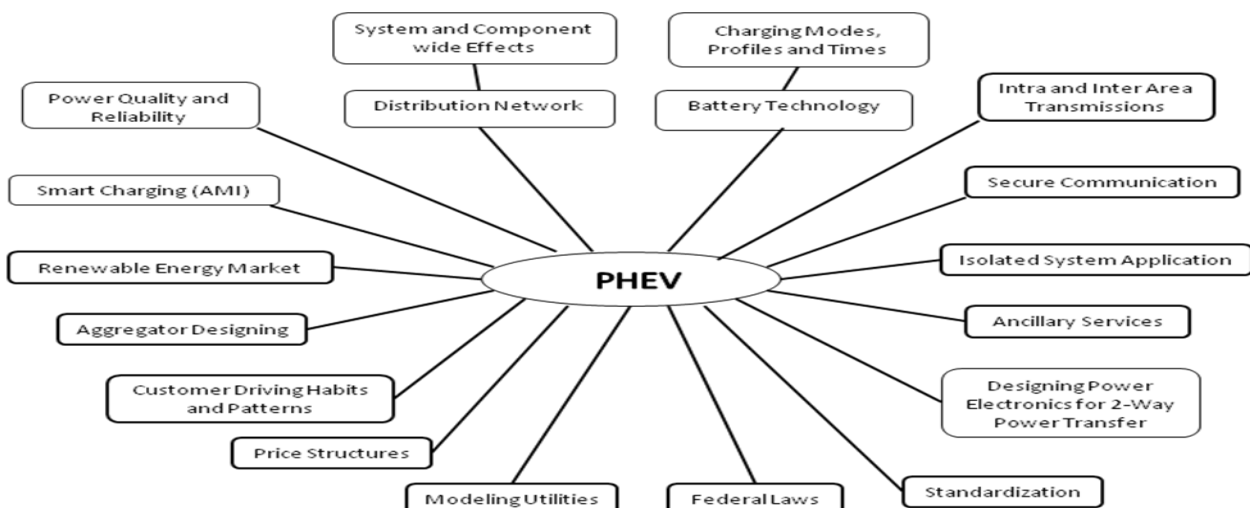 System and Component
wide Effects
Charging Modes,
Profiles and Times
Power Quality and
Reliability
Distribution Network
Battery Technology
Intra and Inter Area
Transmissions
Smart Charging (AMI)
Secure Communication
Renewable Energy Market
PHEV
Isolated System Application
Aggregator Designing
Ancillary Services
Customer Driving Habits
and Patterns
Designing Power
Electronics for 2-Way
Power Transfer
Price Structures
Modeling Utilities
Federal Laws
Standardization